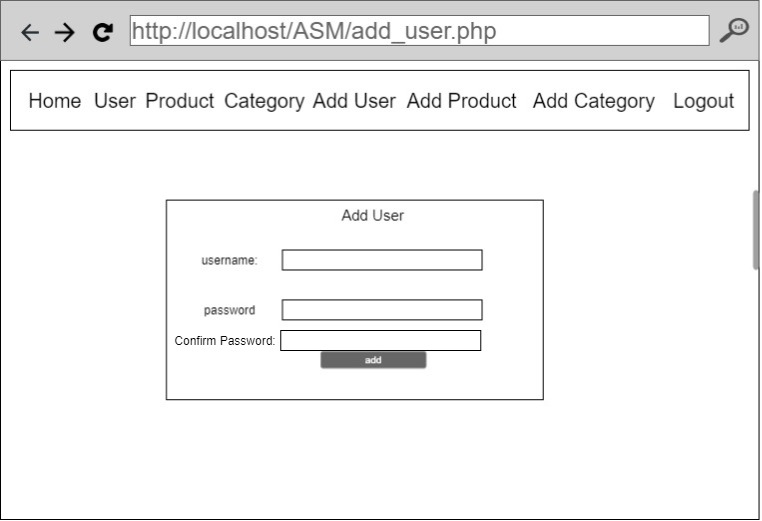 http://localhost/ASM/add_user.php
Home User Product Category Add User Add Product Add Category Logout
Add User
username:
password
Confirm Password:
add